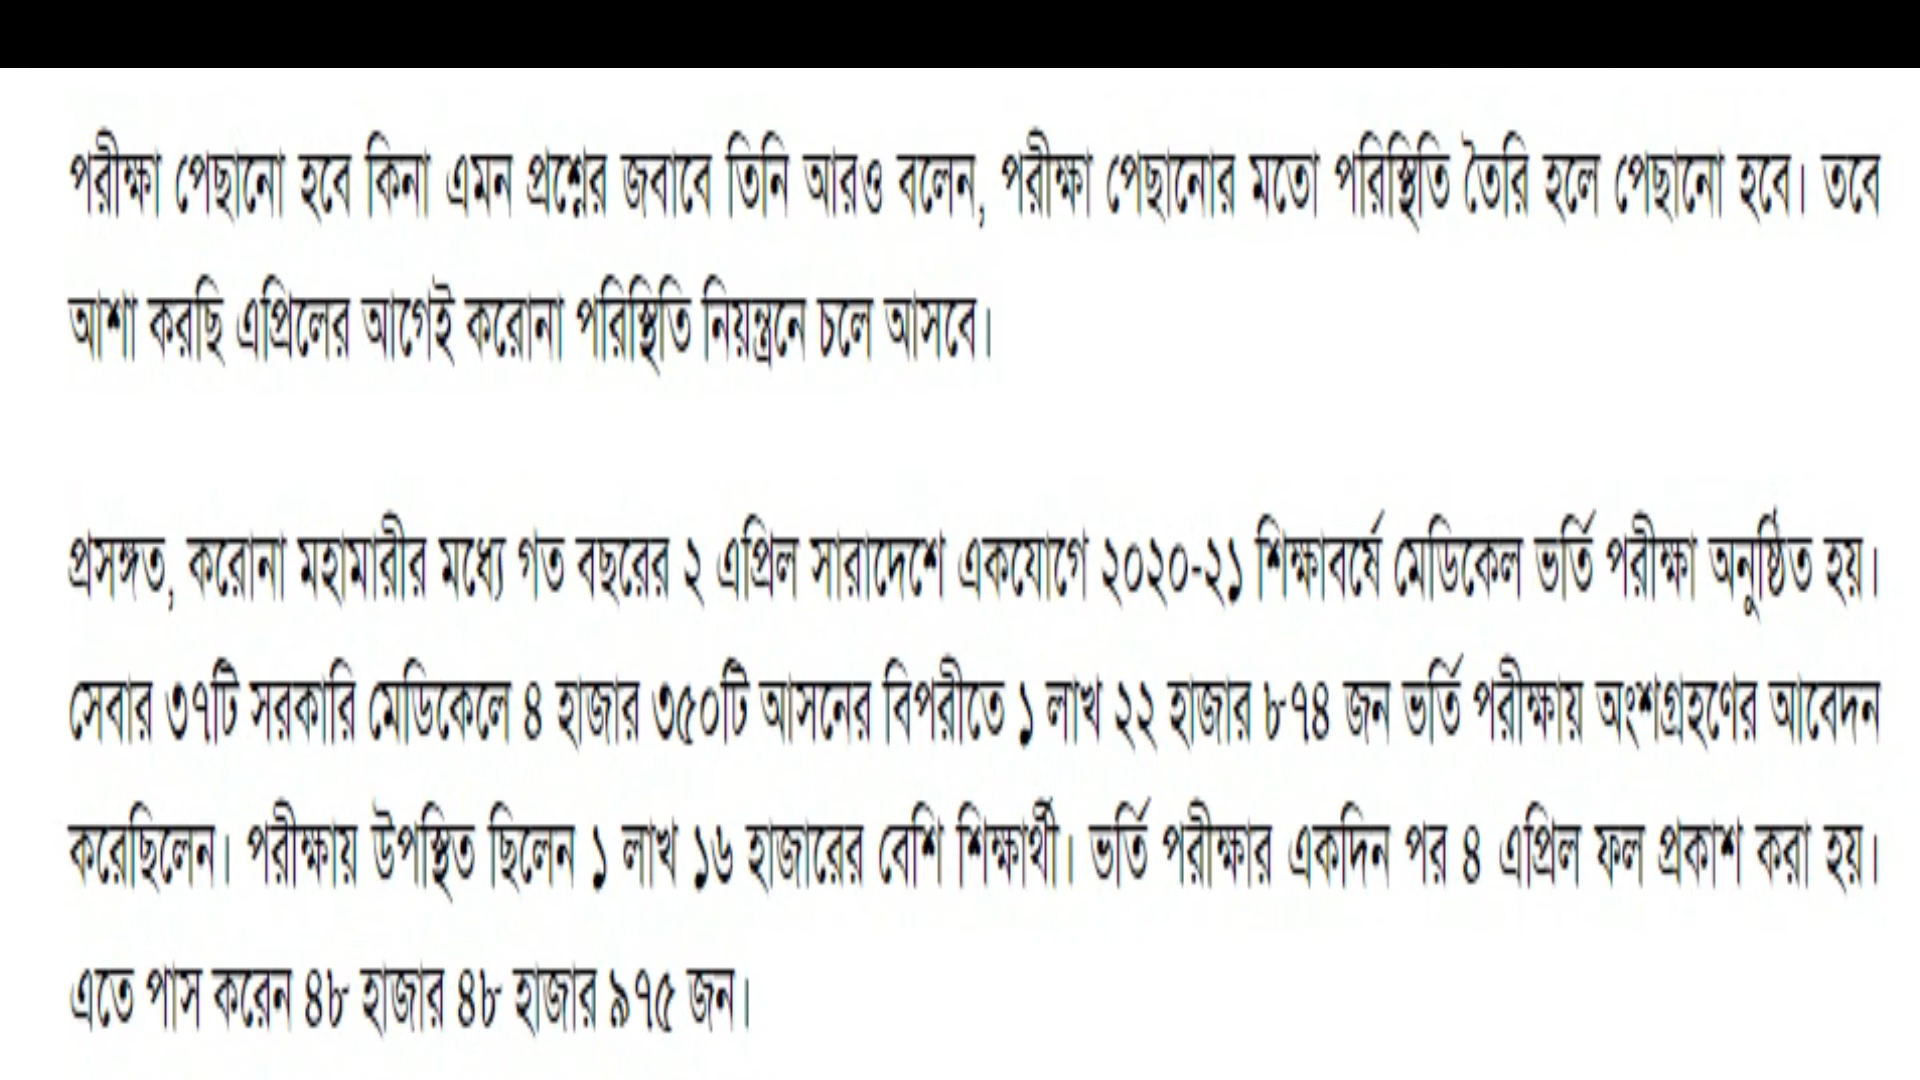 পরীক্ষা পেছানো হবে কিনা এমন প্রশ্নের জবাবে তিনি আরও বলেন, পরীক্ষা পেছানোর মতো পরিস্থিতি তৈরি হলে পেছানো হবে। তবে
আশা করছি এপ্রিলের আগেই করোনা পরিস্থিতি নিয়ন্ত্রনে চলে আসবে।
প্রসঙ্গত, করোনা মহামারীর মধ্যে গত বছরের ২ এপ্রিল সারাদেশে একযোগে ২০২০-২১ শিক্ষাবর্ষে মেডিকেল ভর্তি পরীক্ষা অনুষ্ঠিত হয়।
সেবার ৩৭টি সরকারি মেডিকেলে ৪ হাজার ৩৫০টি আসনের বিপরীতে ১ লাখ ২২ হাজার ৮৭৪ জন ভর্তি পরীক্ষায় অংশগ্রহণের আবেদন
করেছিলেন। পরীক্ষায় উপস্থিত ছিলেন ১ লাখ ১৬ হাজারের বেশি শিক্ষার্থী। ভর্তি পরীক্ষার একদিন পর ৪ এপ্রিল ফল প্রকাশ করা হয়।
এতে পাস করেন ৪৮ হাজার ৪৮ হাজার ৯৭৫ জন।